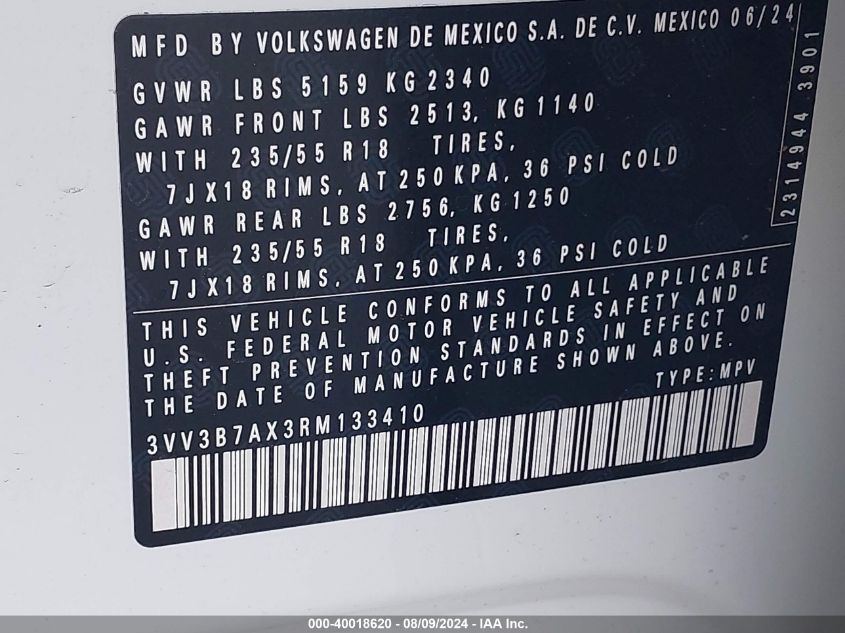 MFD BY VOLKSWAGEN DE MEXICO S.A. DE C.V. MEXICO 06/24
GVWR LBS 5159 KG 2340
GAWR FRONT LBS 2513, KG 1140
WITH 235/55 R18 TIRES,
7JX18 RIMS, AT 250 KPA, 36 PSI COLD
GAWR REAR LBS 2756, KG 1250
WITH 235/55 R18 TIRES,
7JX18 RIMS, AT 250 KPA, 36 PSI COLD
2314944 3901
THIS VEHICLE CONFORMS TO ALL APPLICABLE
U.S. FEDERAL MOTOR VEHICLE SAFETY AND
THEFT PREVENTION STANDARDS IN EFFECT ON
THE DATE OF MANUFACTURE SHOWN ABOVE.
TYPE: MPV
3VV3B7AX3RM133410
000-40018620 - 08/09/2024 - IAA Inc.